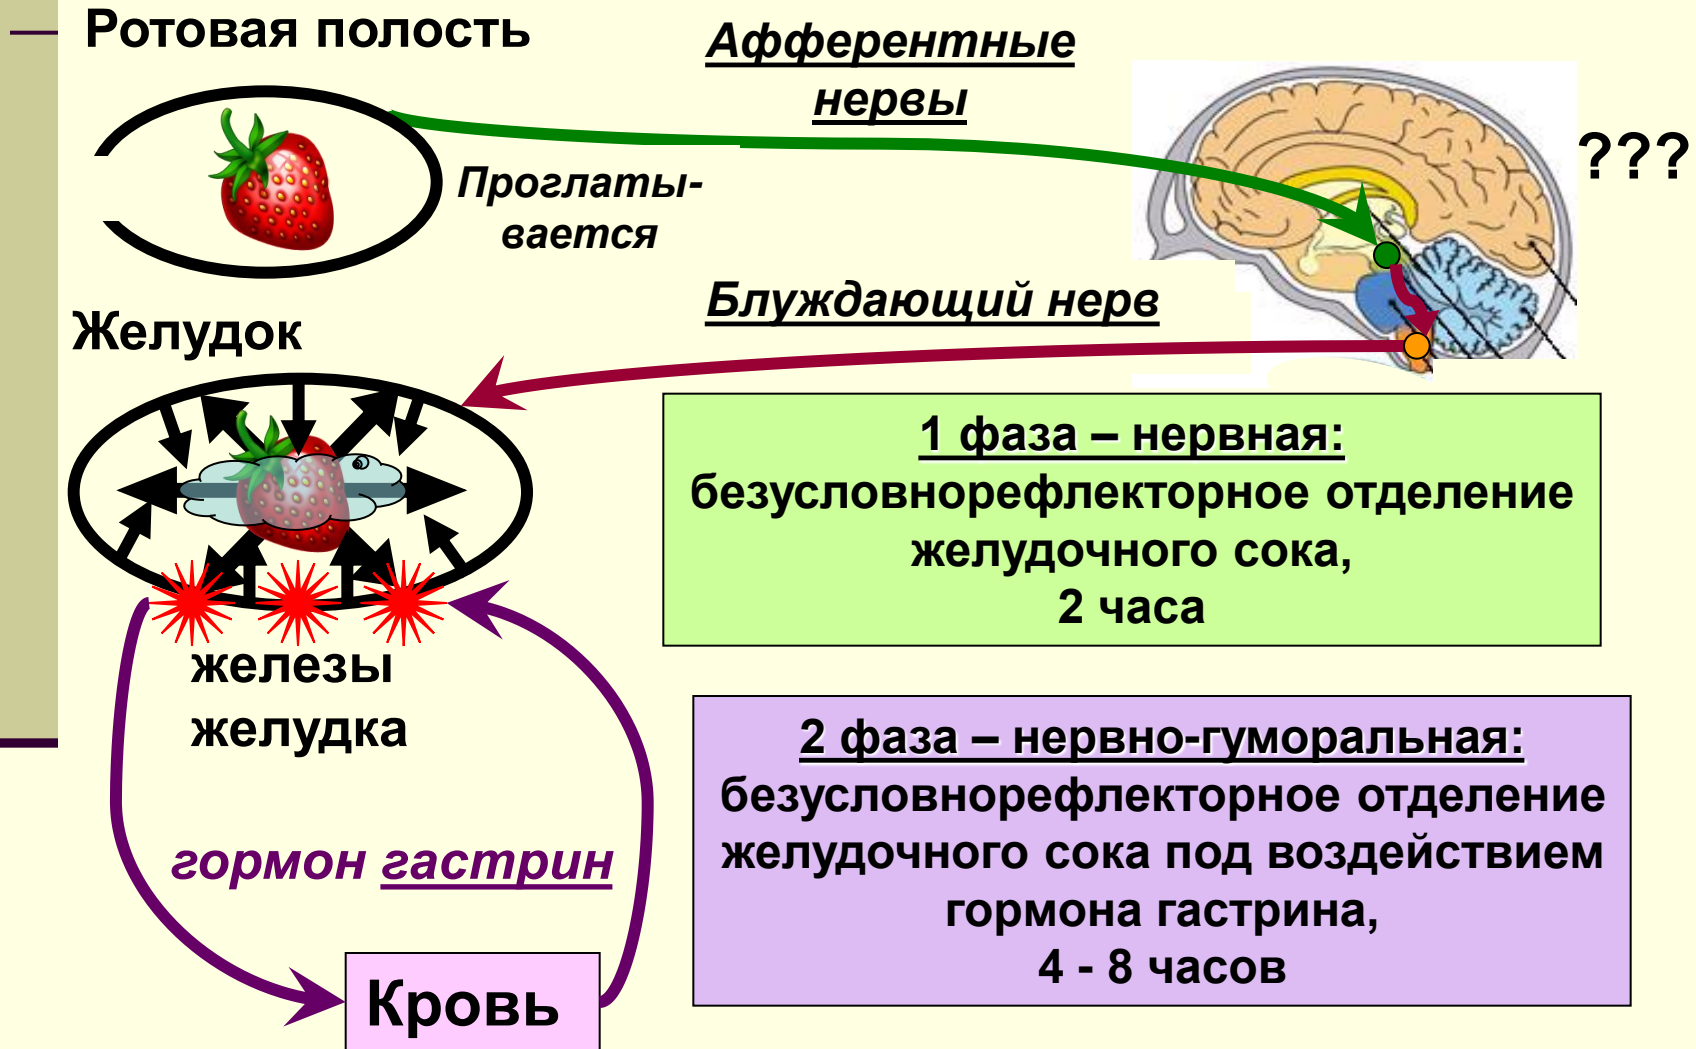 Ротовая полость
Афферентные
нервы
???
Проглаты-
вается
Блуждающий нерв
Желудок
1 фаза – нервная:
безусловнорефлекторное отделение
желудочного сока,
2 часа
железы
желудка
2 фаза – нервно-гуморальная:
безусловнорефлекторное отделение
желудочного сока под воздействием
гормона гастрина,
4 - 8 часов
гормон гастрин
Кровь